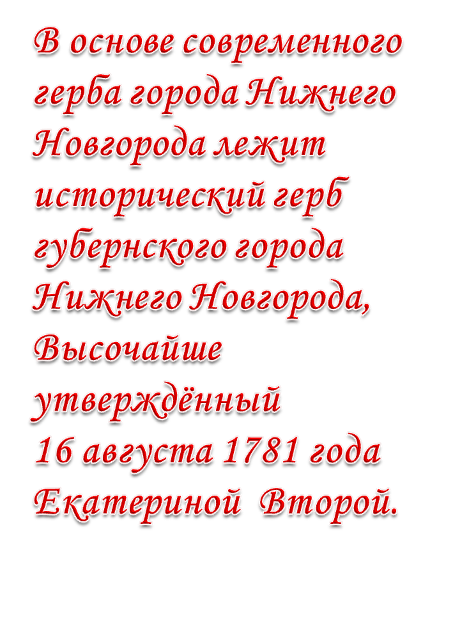 В основе современного
герба города Нижнего
Новгорода лежит
исторический герб
губернского города
Нижнего Новгорода,
Высочайше
утверждённый
16 августа 1781 года
Екатериной  Второй.